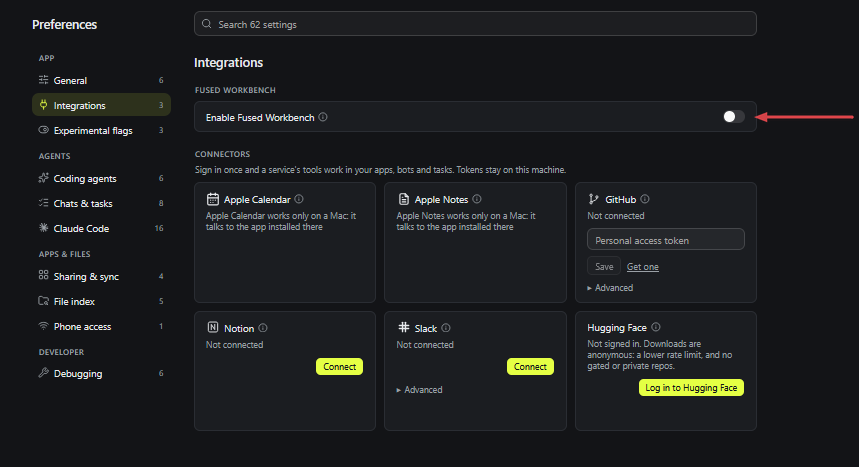 Preferences
Search 62 settings
APP
General 6
Integrations 3
Experimental flags 3
AGENTS
Coding agents 6
Chats & tasks 8
Claude Code 16
APPS & FILES
Sharing & sync 4
File index 5
Phone access 1
DEVELOPER
Debugging 6
Integrations
FUSED WORKBENCH
Enable Fused Workbench
CONNECTORS
Sign in once and a service's tools work in your apps, bots and tasks. Tokens stay on this machine.
Apple Calendar
Apple Calendar works only on a Mac: it
talks to the app installed there
Apple Notes
Apple Notes works only on a Mac: it
talks to the app installed there
GitHub
Not connected
Personal access token
Save Get one
Advanced
Notion
Not connected
Connect
Slack
Not connected
Connect
Advanced
Hugging Face
Not signed in. Downloads are
anonymous: a lower rate limit, and no
gated or private repos.
Log in to Hugging Face